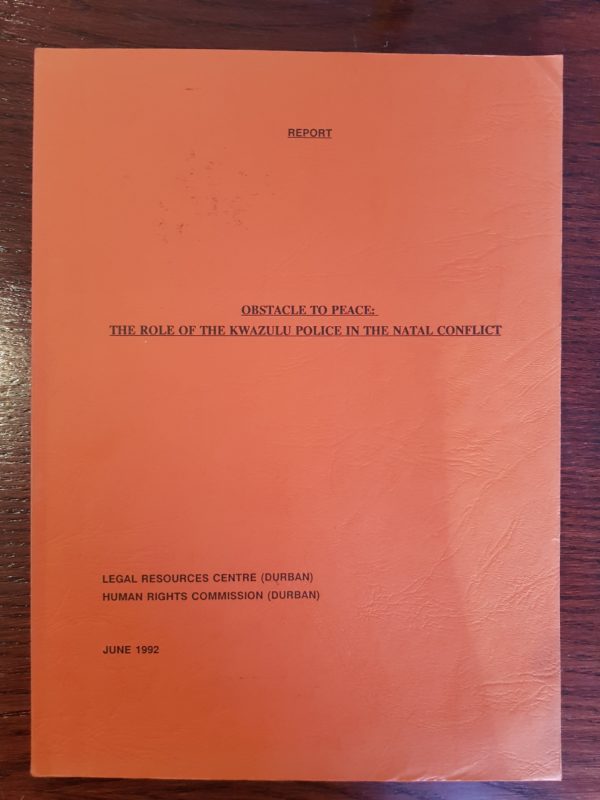 REPORT
OBSTACLE TO PEACE:
THE ROLE OF THE KWAZULU POLICE IN THE NATAL CONFLICT
LEGAL RESOURCES CENTRE (DURBAN)
HUMAN RIGHTS COMMISSION (DURBAN)
JUNE 1992